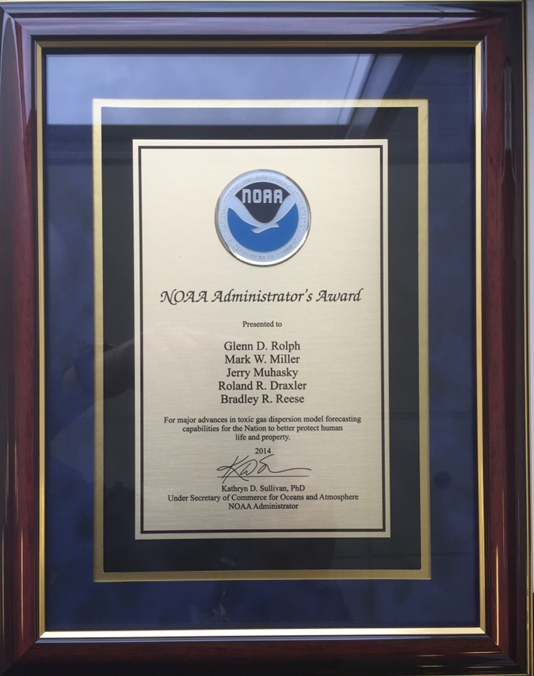 NOAA
NOAA Administrator's Award
Presented to
Glenn D. Rolph
Mark W. Miller
Jerry Muhasky
Roland R. Draxler
Bradley R. Reese
For major advances in toxic gas dispersion model forecasting
capabilities for the Nation to better protect human
life and property.
2014
Kathryn D. Sullivan, PhD
Under Secretary of Commerce for Oceans and Atmosphere
NOAA Administrator